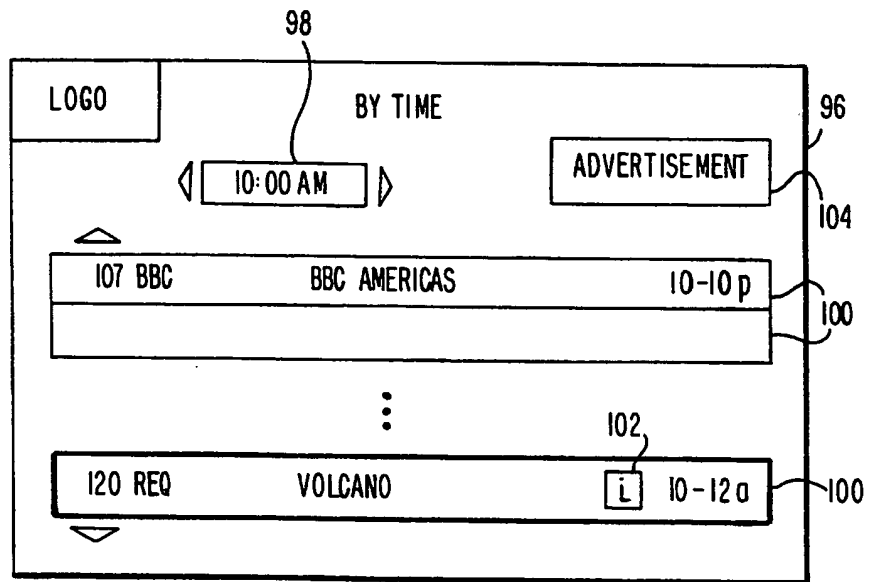 98
LOGO
BY TIME
96
10:00 AM
ADVERTISEMENT
104
107 BBC BBC AMERICAS 10-10 p
100
102
120 REQ VOLCANO i 10-12 a
100